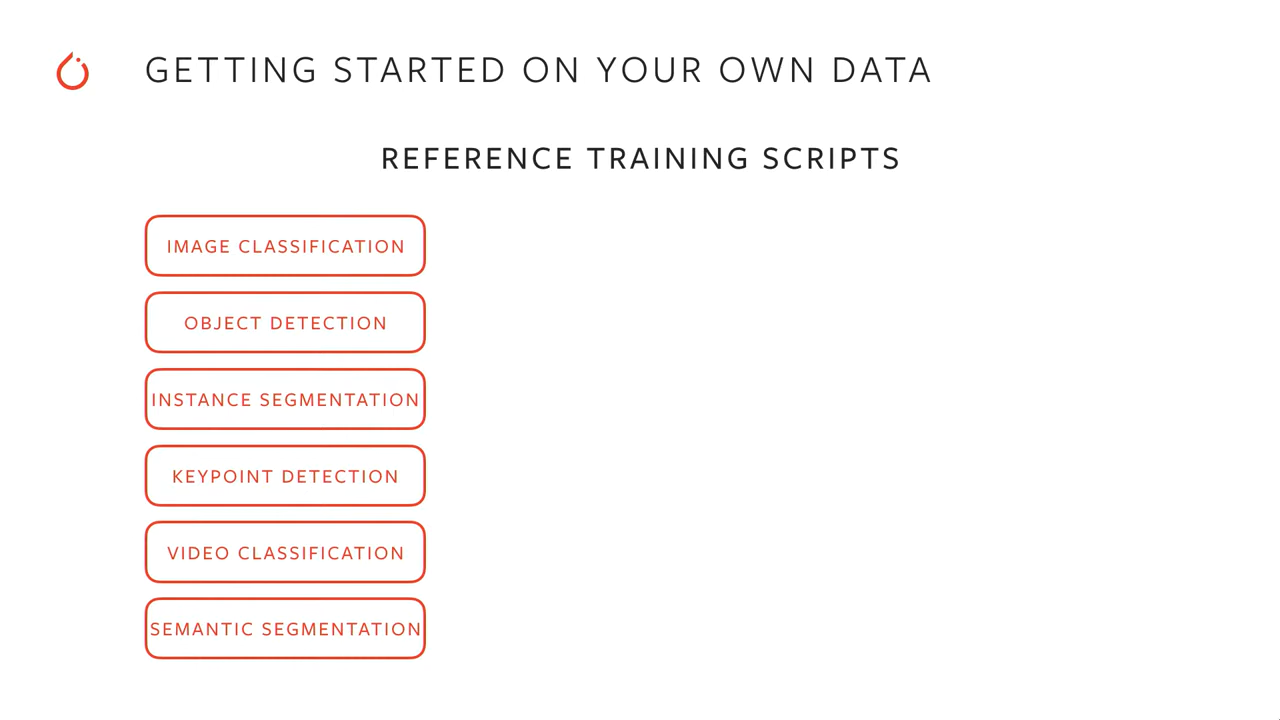 GETTING STARTED ON YOUR OWN DATA
REFERENCE TRAINING SCRIPTS
IMAGE CLASSIFICATION
OBJECT DETECTION
INSTANCE SEGMENTATION
KEYPOINT DETECTION
VIDEO CLASSIFICATION
SEMANTIC SEGMENTATION